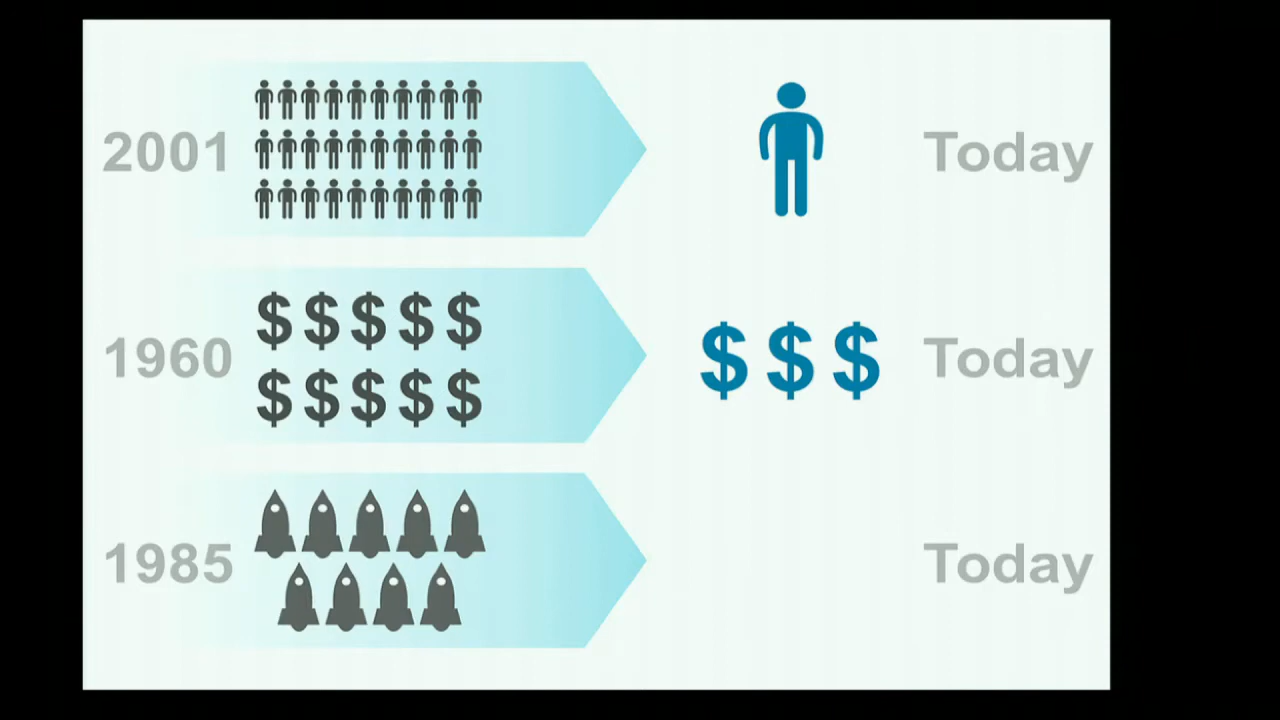 2001 Today
$ $ $ $ $
$ $ $ $ $
1960 $ $ $ Today
1985 Today